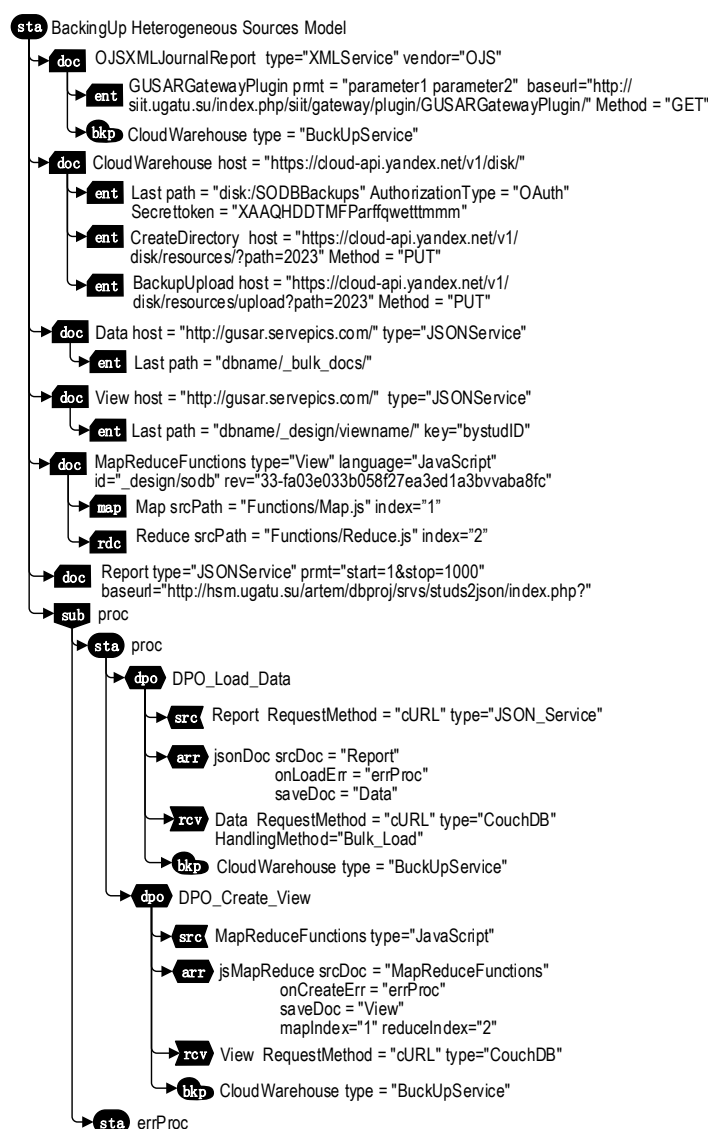 sta BackingUp Heterogeneous Sources Model
doc OJSXMLJournalReport type="XMLService" vendor="OJS"
ent GUSARGatewayPlugin prmt = "parameter1 parameter2" baseurl="http://
siit.ugatu.su/index.php/siit/gateway/plugin/GUSARGatewayPlugin/" Method = "GET"
bkp CloudWarehouse type = "BuckUpService"
doc CloudWarehouse host = "https://cloud-api.yandex.net/v1/disk/"
ent Last path = "disk:/SODBBackups" AuthorizationType = "OAuth"
Secrettoken = "XAAQHDDTMFParffqwetttmmm"
ent CreateDirectory host = "https://cloud-api.yandex.net/v1/
disk/resources/?path=2023" Method = "PUT"
ent BackupUpload host = "https://cloud-api.yandex.net/v1/
disk/resources/upload?path=2023" Method = "PUT"
doc Data host = "http://gusar.servepics.com/" type="JSONService"
ent Last path = "dbname/_bulk_docs/"
doc View host = "http://gusar.servepics.com/" type="JSONService"
ent Last path = "dbname/_design/viewname/" key="bystudID"
doc MapReduceFunctions type="View" language="JavaScript"
id="_design/sodb" rev="33-fa03e033b058f27ea3ed1a3bvvaba8fc"
map Map srcPath = "Functions/Map.js" index="1"
rdc Reduce srcPath = "Functions/Reduce.js" index="2"
doc Report type="JSONService" prmt="start=1&stop=1000"
baseurl="http://hsm.ugatu.su/artem/dbproj/srvs/studs2json/index.php?"
sub proc
sta proc
dpo DPO_Load_Data
src Report RequestMethod = "cURL" type="JSON_Service"
arr jsonDoc srcDoc = "Report"
onLoadErr = "errProc"
saveDoc = "Data"
rcv Data RequestMethod = "cURL" type="CouchDB"
HandlingMethod="Bulk_Load"
bkp CloudWarehouse type = "BuckUpService"
dpo DPO_Create_View
src MapReduceFunctions type="JavaScript"
arr jsMapReduce srcDoc = "MapReduceFunctions"
onCreateErr = "errProc"
saveDoc = "View"
mapIndex="1" reduceIndex="2"
rcv View RequestMethod = "cURL" type="CouchDB"
bkp CloudWarehouse type = "BuckUpService"
sta errProc